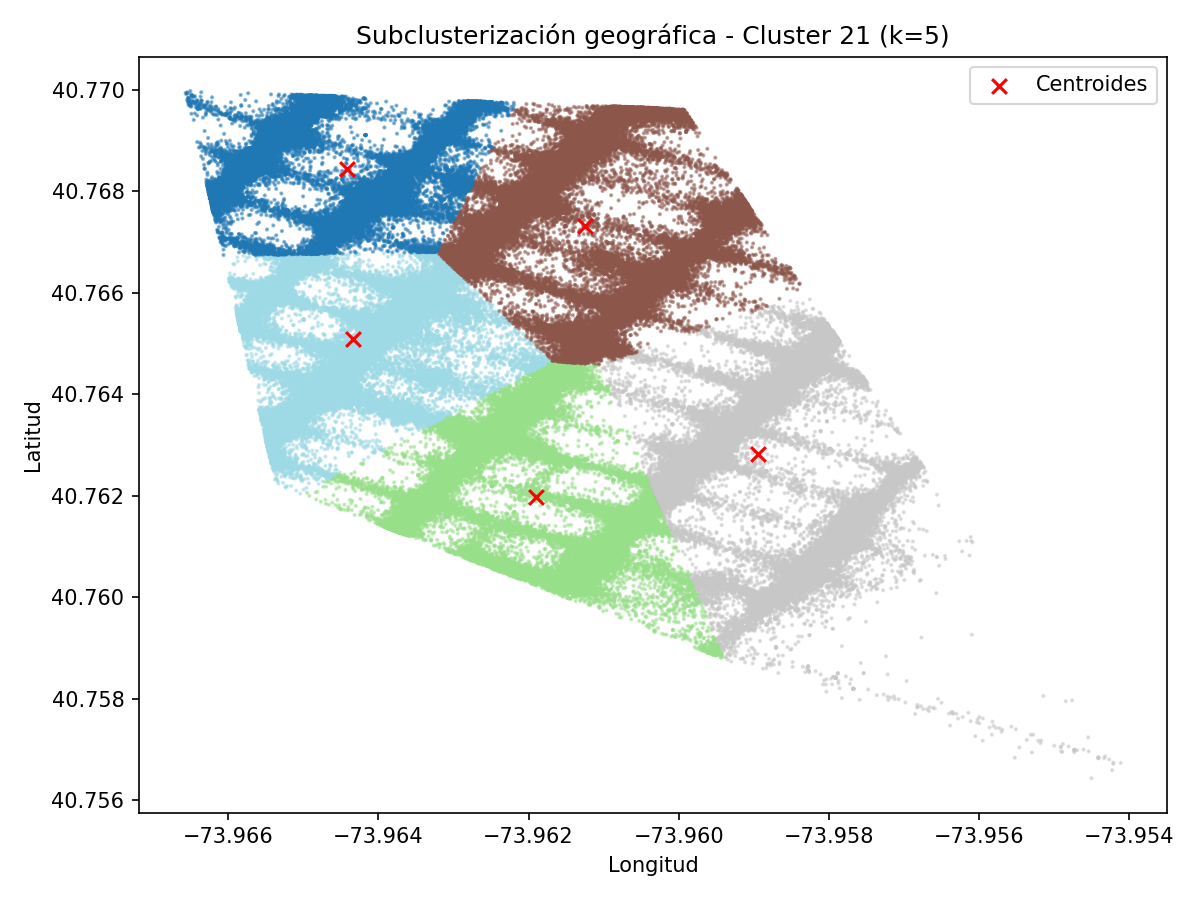 Subclusterización geográfica - Cluster 21 (k=5)
Centroides
Latitud
40.770
40.768
40.766
40.764
40.762
40.760
40.758
40.756
−73.966 −73.964 −73.962 −73.960 −73.958 −73.956 −73.954
Longitud